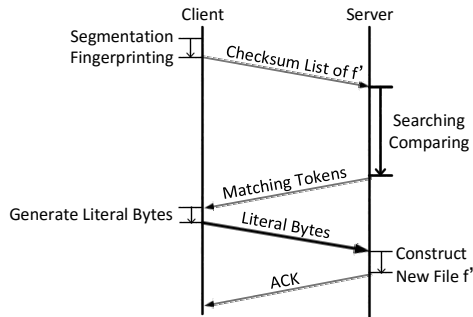 Client
Server
Segmentation
Fingerprinting
Checksum List of f'
Searching
Comparing
Matching Tokens
Generate Literal Bytes
Literal Bytes
Construct
New File f'
ACK